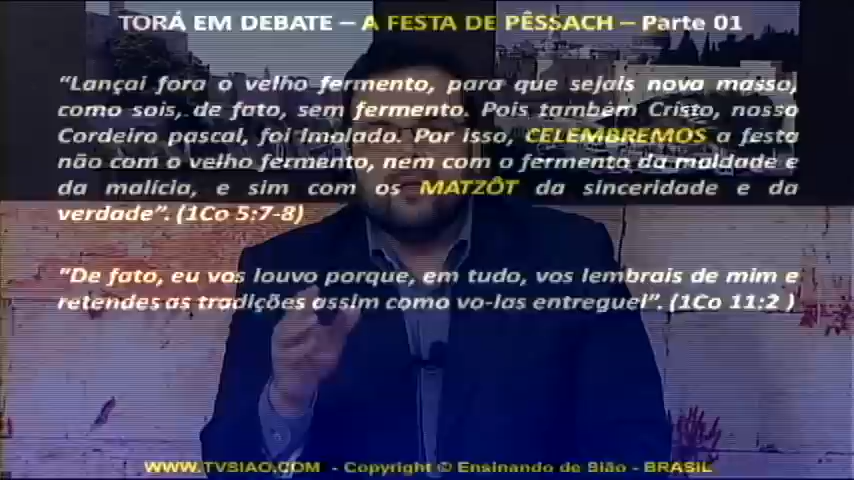 TORÁ EM DEBATE – A FESTA DE PÊSSACH – Parte 01
“Lançai fora o velho fermento, para que sejais nova massa,
como sois, de fato, sem fermento. Pois também Cristo, nosso
Cordeiro pascal, foi imolado. Por isso, CELEMBREMOS a festa
não com o velho fermento, nem com o fermento da maldade e
da malícia, e sim com os MATZÔT da sinceridade e da
verdade”. (1Co 5:7-8)
“De fato, eu vos louvo porque, em tudo, vos lembrais de mim e
retendes as tradições assim como vo-las entreguei”. (1Co 11:2 )
WWW.TVSIAO.COM - Copyright © Ensinando de Sião - BRASIL